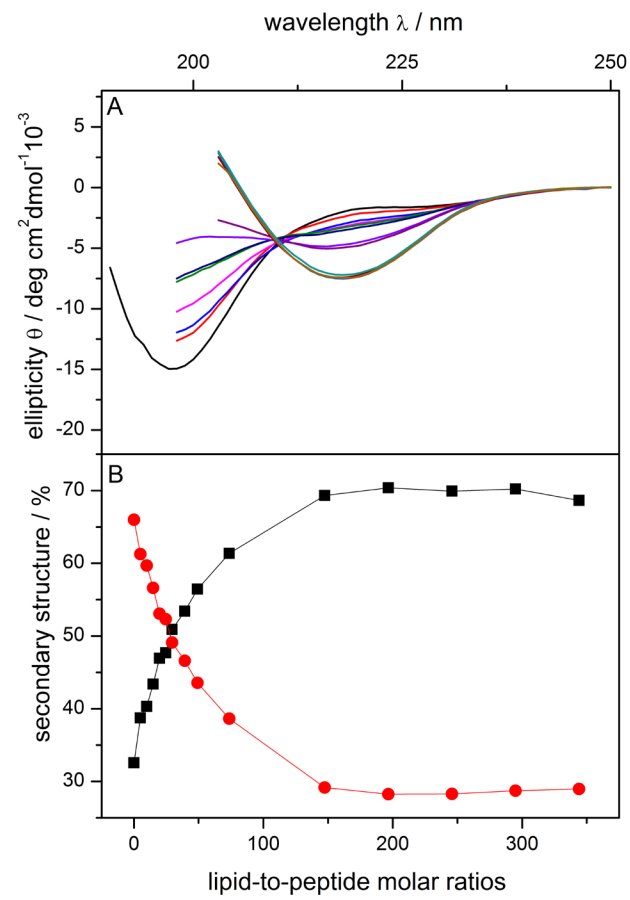 wavelength λ / nm
200 225 250
A
5
0
-5
-10
-15
-20
ellipticity θ / deg cm²dmol⁻¹10⁻³
B
70
60
50
40
30
secondary structure / %
0 100 200 300
lipid-to-peptide molar ratios